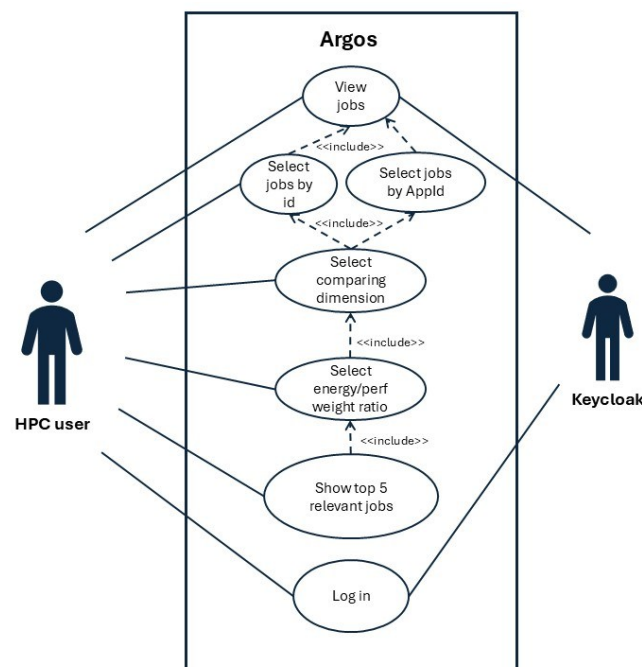 Argos
View
jobs
<<include>>
Select
jobs by
id
Select jobs
by AppId
<<include>>
Select
comparing
dimension
<<include>>
Select
energy/perf
weight ratio
<<include>>
Show top 5
relevant jobs
Log in
HPC user
Keycloak